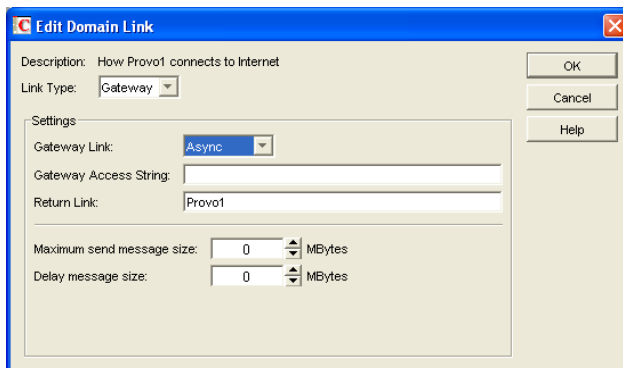 Edit Domain Link
Description: How Provo1 connects to Internet
Link Type: Gateway
OK
Cancel
Help
Settings
Gateway Link: Async
Gateway Access String:
Return Link: Provo1
Maximum send message size: 0 MBytes
Delay message size: 0 MBytes